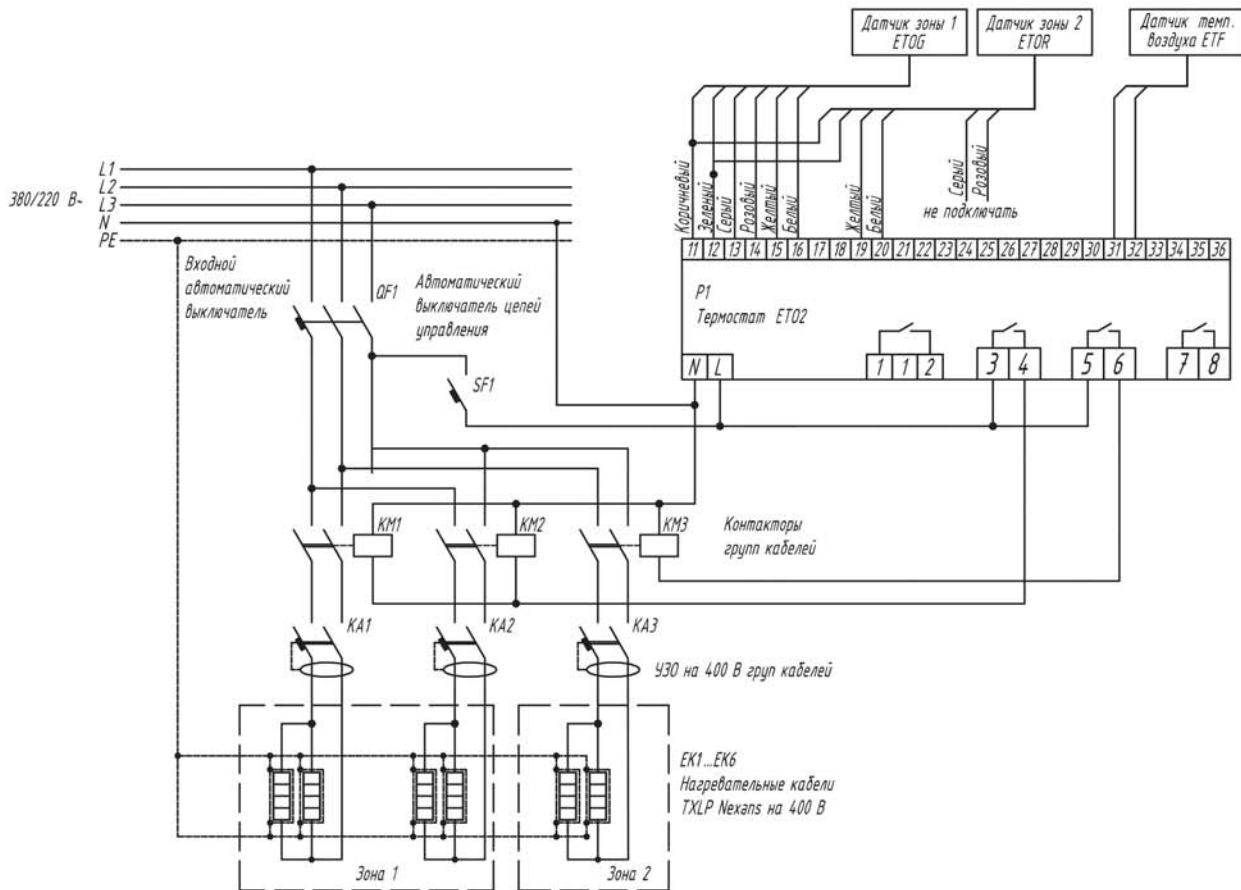 Датчик зоны 1
ETOG
Датчик зоны 2
ETOR
Датчик темп.
воздуха ETF
380/220 В~
L1
L2
L3
N
PE
Коричневый
Зеленый
Серый
Розовый
Желтый
Белый
Желтый
Белый
Серый
Розовый
не подключать
11 12 13 14 15 16 17 18 19 20 21 22 23 24 25 26 27 28 29 30 31 32 33 34 35 36
Входной
автоматический
выключатель
QF1
Автоматический
выключатель цепей
управления
SF1
P1
Термостат ETO2
N L 1 1 2 3 4 5 6 7 8
KM1
KM2
KM3
Контакторы
групп кабелей
KA1
KA2
KA3
УЗО на 400 В груп кабелей
EK1...EK6
Нагревательные кабели
TXLP Nexans на 400 В
Зона 1
Зона 2